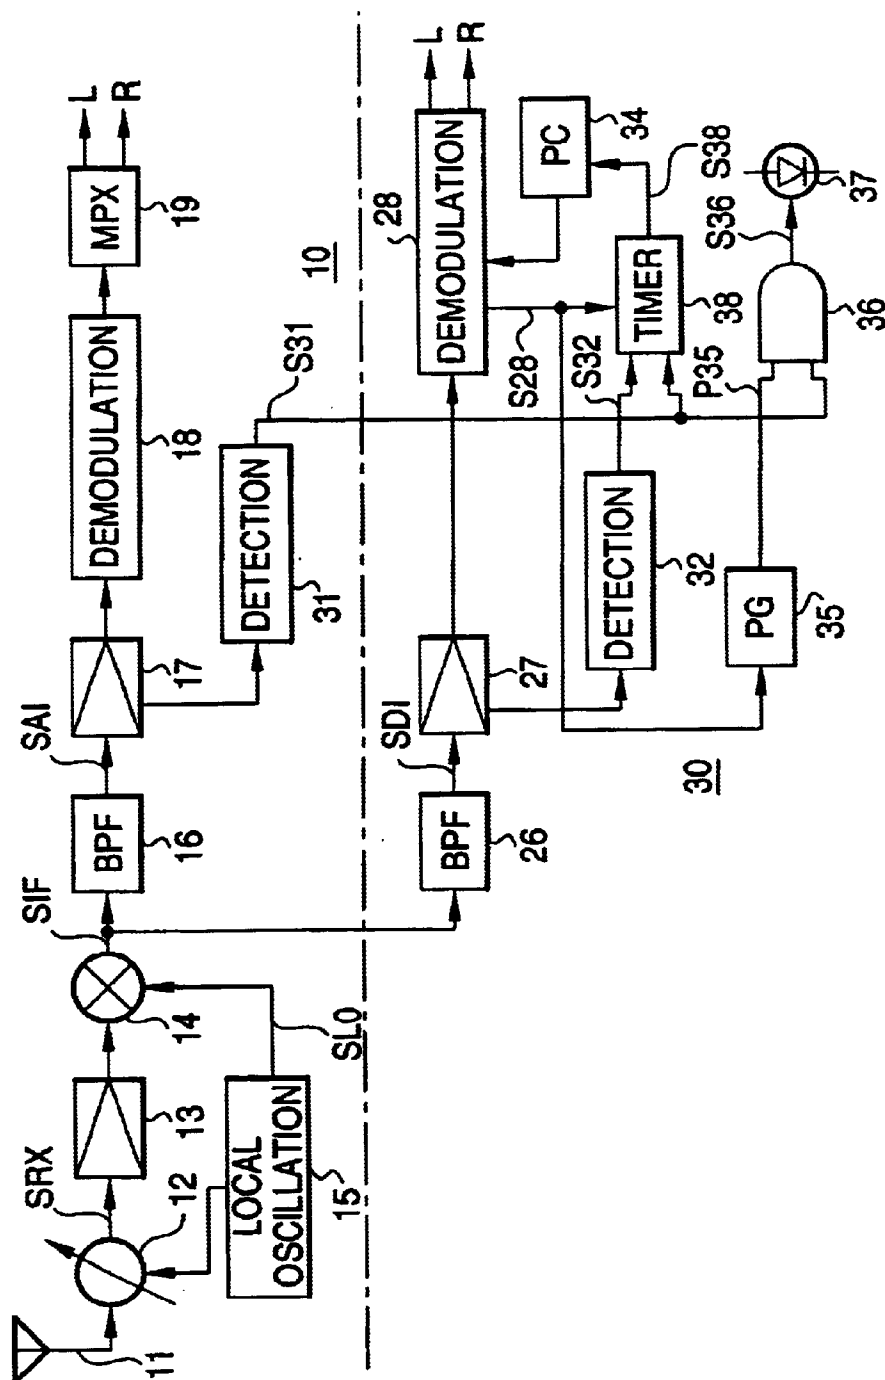 L
R
MPX
19
DEMODULATION
18
S31
DETECTION
31
10
17
SAI
BPF
16
SIF
14
SL0
13
SRX
12
LOCAL
OSCILLATION
15
11
L
R
DEMODULATION
28
PC
34
S38
37
S36
TIMER
38
S28
S32
P35
36
DETECTION
32
27
SDI
PG
35
30
BPF
26